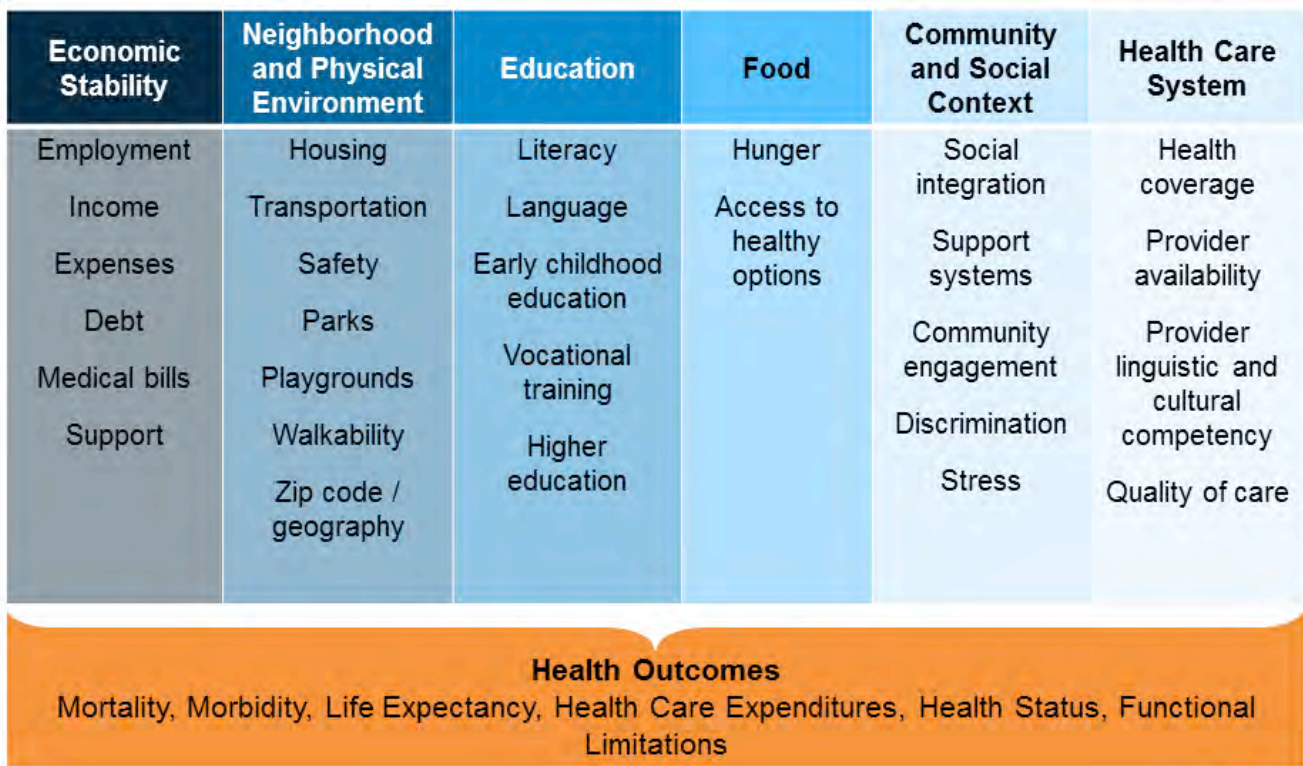 Economic
Stability
Neighborhood
and Physical
Environment
Education
Food
Community
and Social
Context
Health Care
System
Employment
Income
Expenses
Debt
Medical bills
Support
Housing
Transportation
Safety
Parks
Playgrounds
Walkability
Zip code /
geography
Literacy
Language
Early childhood
education
Vocational
training
Higher
education
Hunger
Access to
healthy
options
Social
integration
Support
systems
Community
engagement
Discrimination
Stress
Health
coverage
Provider
availability
Provider
linguistic and
cultural
competency
Quality of care
Health Outcomes
Mortality, Morbidity, Life Expectancy, Health Care Expenditures, Health Status, Functional
Limitations